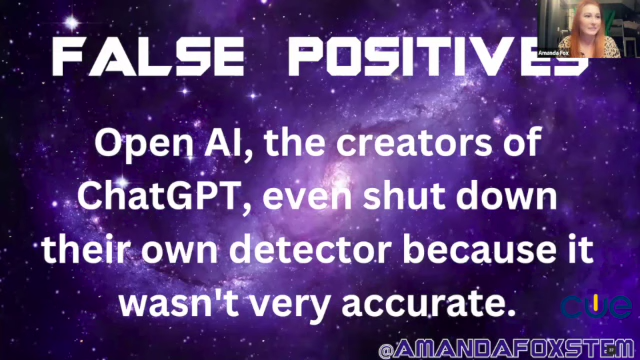 FALSE POSITIVES
Amanda Fox
Open AI, the creators of
ChatGPT, even shut down
their own detector because it
wasn't very accurate.
cue
@AMANDAFOXSTEM